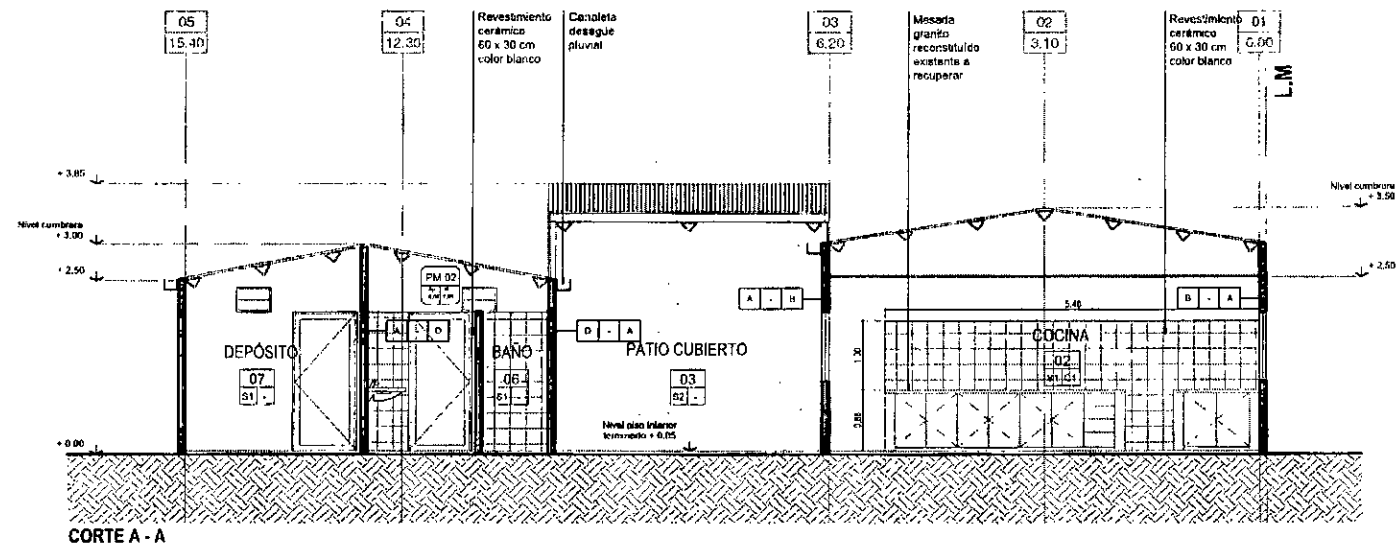 05
15.40
04
12.30
Revestimiento
cerámico
60 x 30 cm
color blanco
Canaleta
desagüe
pluvial
03
6.20
Mesada
granito
reconstituido
existente a
recuperar
02
3.10
Revestimiento
cerámico
60 x 30 cm
color blanco
01
0.00
L.M
+ 3,85
Nivel cumbrera
+ 3,00
+ 2,50
Nivel cumbrera
+ 3,50
+ 2,50
PM 02
A - H
B - A
5,40
A - D
D - A
DEPÓSITO
07
S1 -
BAÑO
06
S1 -
PATIO CUBIERTO
03
S2 -
COCINA
02
Nivel piso interior
terminado + 0,05
+ 0,00
CORTE A - A